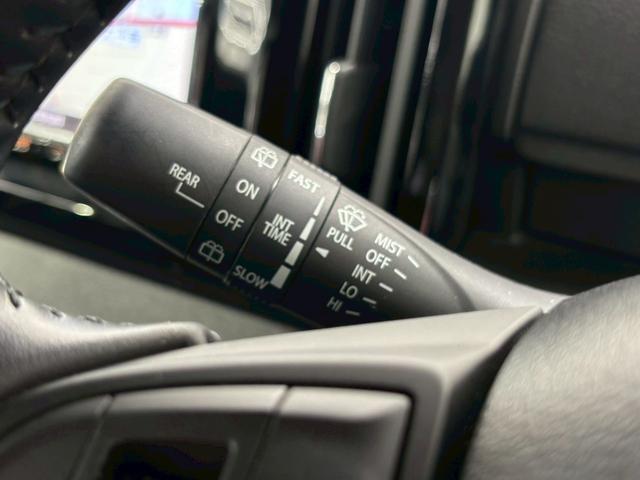 REAR
ON
OFF
FAST
INT
TIME
SLOW
PULL
MIST
OFF
INT
LO
HI